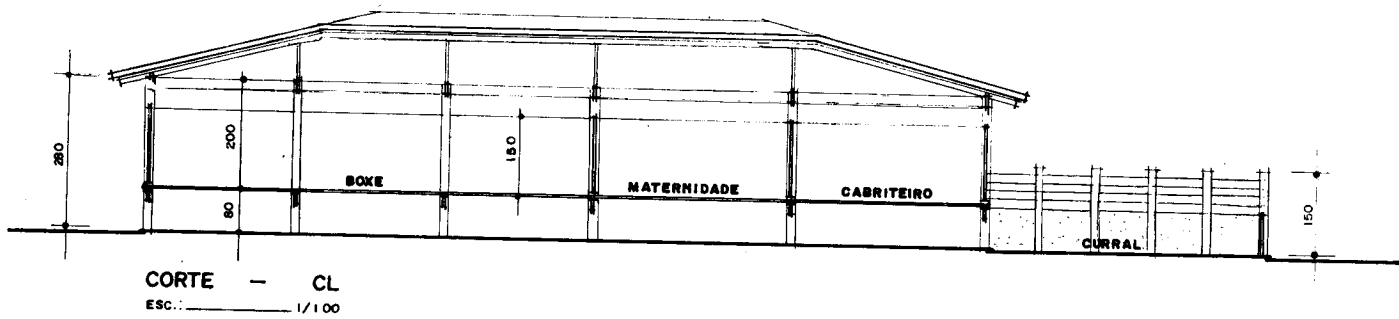 280
200
80
150
BOXE
MATERNIDADE
CABRITEIRO
CURRAL
150
CORTE - CL
ESC.: 1/100